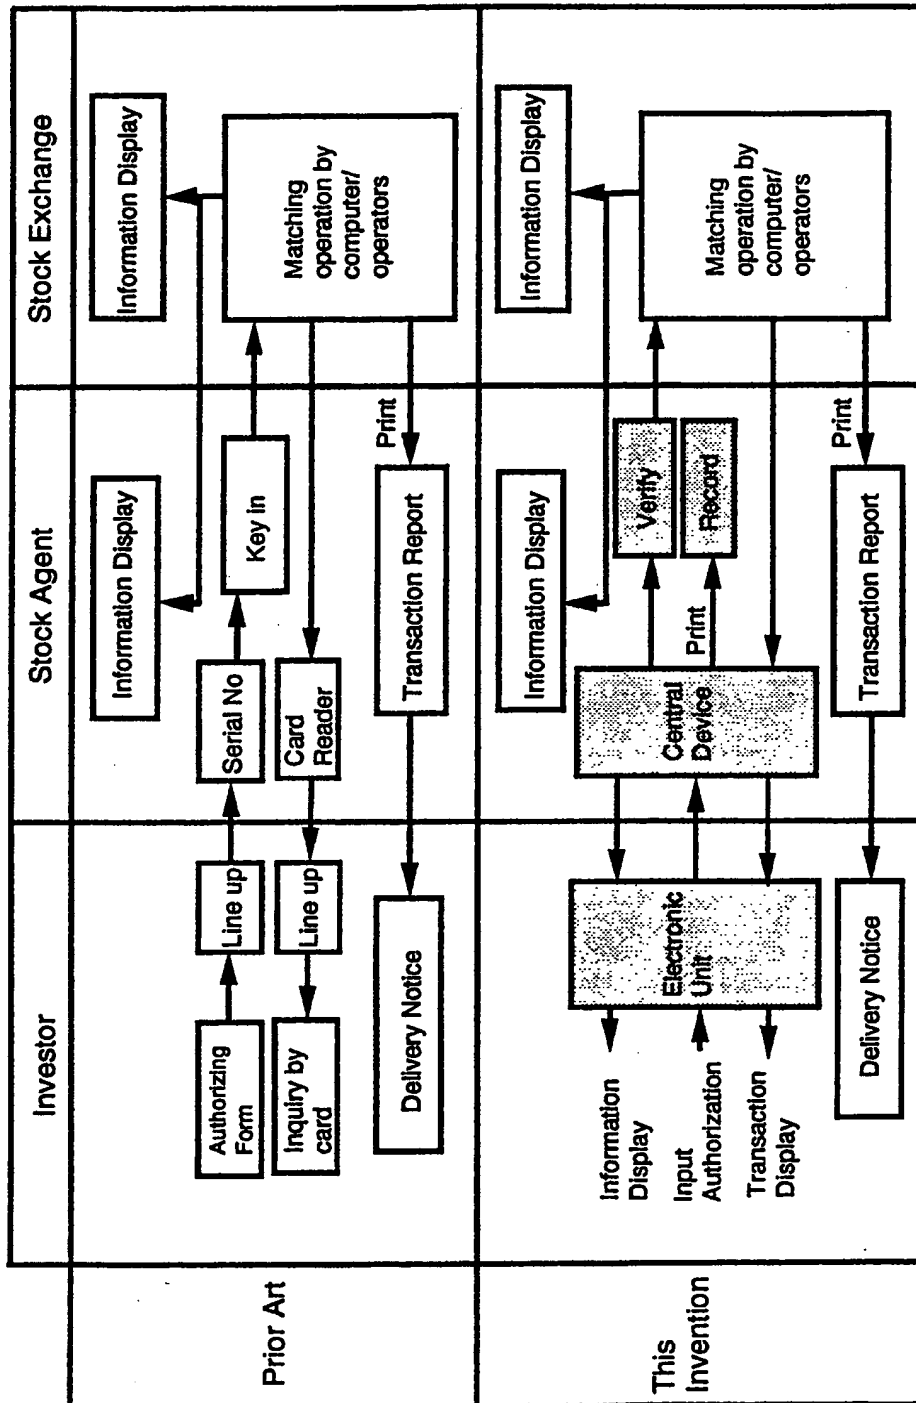 Investor
Stock Agent
Stock Exchange
Prior Art
Information Display
Information Display
Authorizing
Form
Line up
Serial No
Key in
Matching
operation by
computer/
operators
Inquiry by
card
Line up
Card
Reader
Delivery Notice
Transaction Report
Print
This
Invention
Information Display
Information Display
Information
Display
Input
Authorization
Transaction
Display
Electronic
Unit
Central
Device
Verify
Print
Record
Matching
operation by
computer/
operators
Delivery Notice
Transaction Report
Print